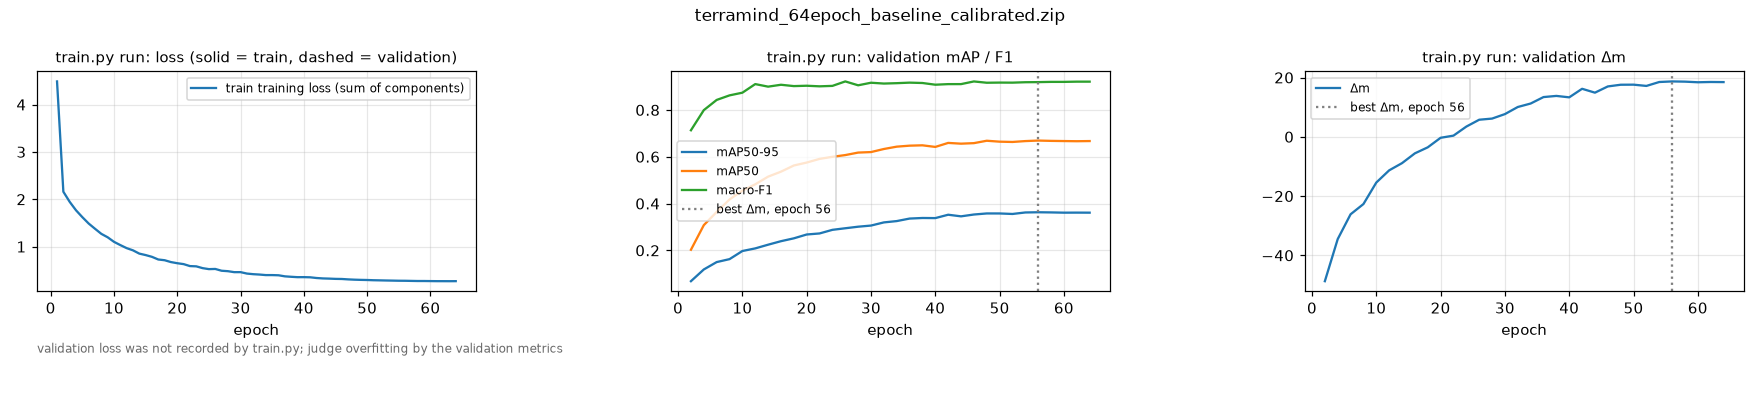 terramind_64epoch_baseline_calibrated.zip
train.py run: loss (solid = train, dashed = validation)
train training loss (sum of components)
4
3
2
1
0 10 20 30 40 50 60
epoch
validation loss was not recorded by train.py; judge overfitting by the validation metrics
train.py run: validation mAP / F1
0.8
0.6
0.4
0.2
mAP50-95
mAP50
macro-F1
best Δm, epoch 56
0 10 20 30 40 50 60
epoch
train.py run: validation Δm
Δm
best Δm, epoch 56
20
0
−20
−40
0 10 20 30 40 50 60
epoch